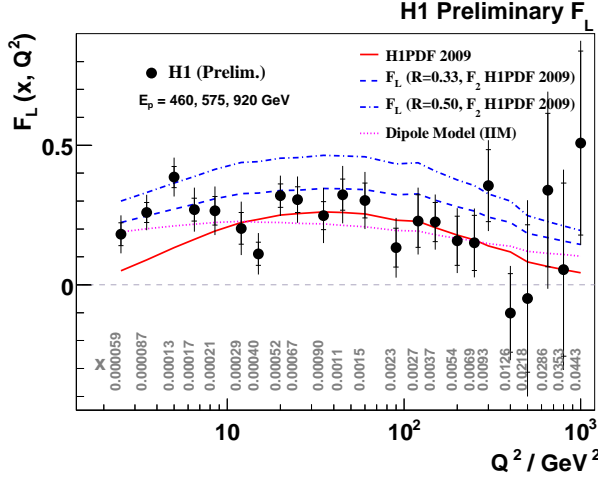 H1 Preliminary F_L
F_L (x, Q^2)
H1 (Prelim.)
E_p = 460, 575, 920 GeV
H1PDF 2009
F_L (R=0.33, F_2 H1PDF 2009)
F_L (R=0.50, F_2 H1PDF 2009)
Dipole Model (IIM)
0.5
0
x
0.000059
0.000087
0.00013
0.00017
0.00021
0.00029
0.00040
0.00052
0.00067
0.00090
0.0011
0.0015
0.0023
0.0027
0.0037
0.0054
0.0069
0.0093
0.0126
0.0218
0.0286
0.0353
0.0443
10
10^2
10^3
Q^2 / GeV^2